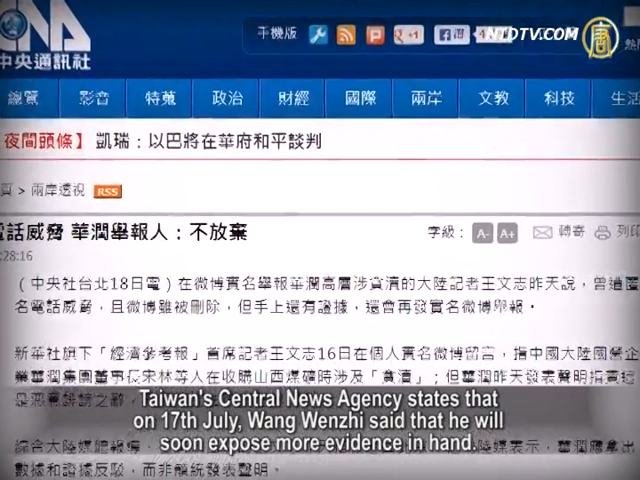 CNA
中央通訊社
手機版
g+1
NTDTV.COM
總覽 影音 特蒐 政治 財經 國際 兩岸 文教 科技 生活
夜間頭條】 凱瑞：以巴將在華府和平談判
頁 > 兩岸透視 RSS
電話威脅 華潤舉報人：不放棄
字級： A- A+ 轉寄 列印
:28:16
（中央社台北18日電）在微博實名舉報華潤高層涉貪瀆的大陸記者王文志昨天說，曾遭匿
名電話威脅，且微博雖被刪除，但手上還有證據，還會再發實名微博舉報。
新華社旗下「經濟參考報」首席記者王文志16日在個人實名微博留言，指中國大陸國營企
業華潤集團董事長宋林等人在收購山西煤礦時涉及「貪瀆」；但華潤昨天發表聲明指責這
Taiwan's Central News Agency states that
on 17th July, Wang Wenzhi said that he will
soon expose more evidence in hand.
綜合大陸媒體報導
陸媒表示，華潤應拿出
數據和證據反駁，而非籠統發表聲明。